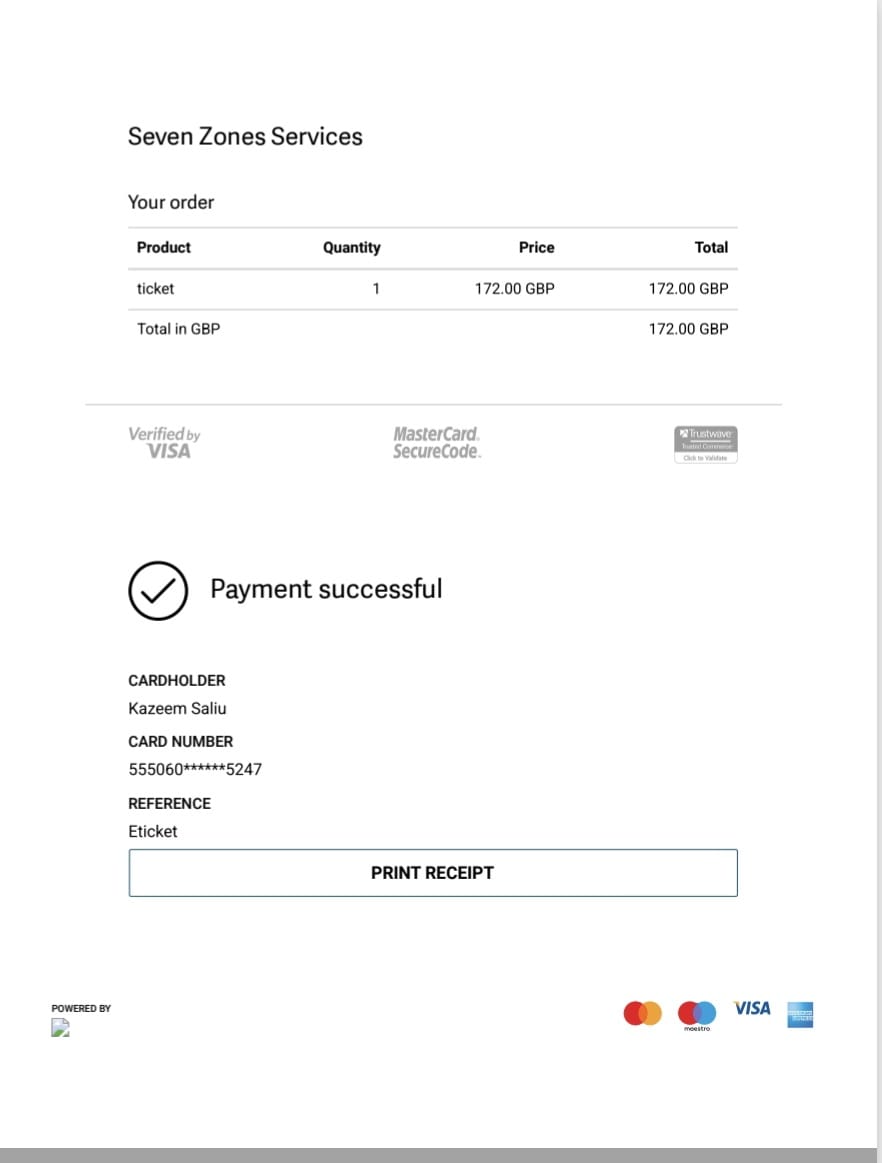 Seven Zones Services
Your order
Product Quantity Price Total
ticket 1 172.00 GBP 172.00 GBP
Total in GBP 172.00 GBP
Verified by
VISA
MasterCard.
SecureCode.
Trustwave
Trusted Commerce
Click to Validate
Payment successful
CARDHOLDER
Kazeem Saliu
CARD NUMBER
555060******5247
REFERENCE
Eticket
PRINT RECEIPT
POWERED BY
maestro
VISA
AMERICAN EXPRESS